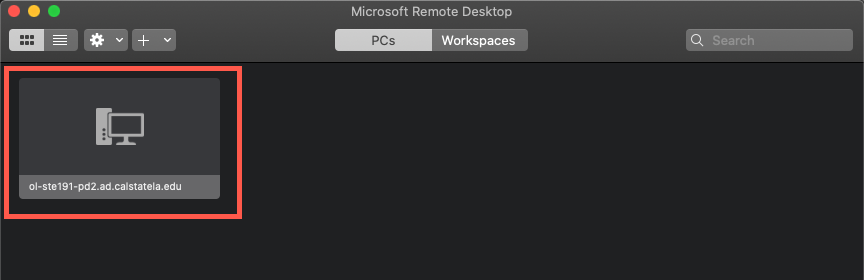 Microsoft Remote Desktop
PCs
Workspaces
Search
ol-ste191-pd2.ad.calstatela.edu